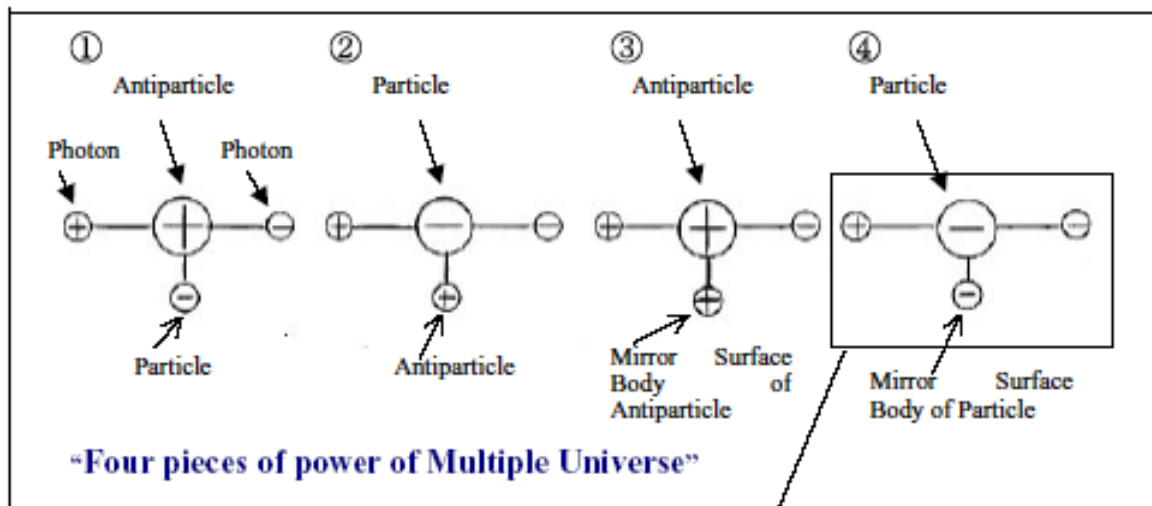 ① ② ③ ④
Antiparticle Particle Antiparticle Particle
Photon Photon
+ + - + - + -
+ - + - + -
- + + -
Particle Antiparticle Mirror Surface Body of Antiparticle Mirror Surface Body of Particle
“Four pieces of power of Multiple Universe”